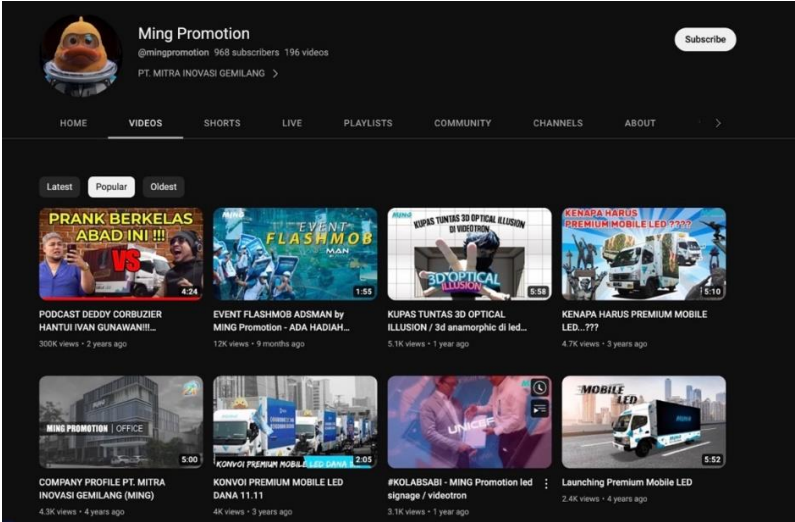 Ming Promotion
@mingpromotion 968 subscribers 196 videos
PT. MITRA INOVASI GEMILANG
Subscribe
HOME VIDEOS SHORTS LIVE PLAYLISTS COMMUNITY CHANNELS ABOUT
Latest Popular Oldest
PRANK BERKELAS
ABAD INI !!!
VS
4:24
PODCAST DEDDY CORBUZIER
HANTUI IVAN GUNAWAN!!!...
300K views • 2 years ago
MING
EVENT
FLASHMOB
MAN
1:55
EVENT FLASHMOB ADSMAN by
MING Promotion - ADA HADIAH...
12K views • 9 months ago
MING
KUPAS TUNTAS 3D OPTICAL ILLUSION
DI VIDEOTRON
3D OPTICAL
ILLUSION
5:58
KUPAS TUNTAS 3D OPTICAL
ILLUSION / 3d anamorphic di led...
5.1K views • 1 year ago
KENAPA HARUS
PREMIUM MOBILE LED ????
5:10
KENAPA HARUS PREMIUM MOBILE
LED...???
4.7K views • 3 years ago
MING PROMOTION | OFFICE
5:00
COMPANY PROFILE PT. MITRA
INOVASI GEMILANG (MING)
4.3K views • 4 years ago
KONVOI PREMIUM MOBILE LED DANA
2:05
KONVOI PREMIUM MOBILE LED
DANA 11.11
4K views • 3 years ago
UNICEF
#KOLABSABI - MING Promotion led
signage / videotron
3.1K views • 1 year ago
MOBILE
LED
5:52
Launching Premium Mobile LED
2.4K views • 4 years ago